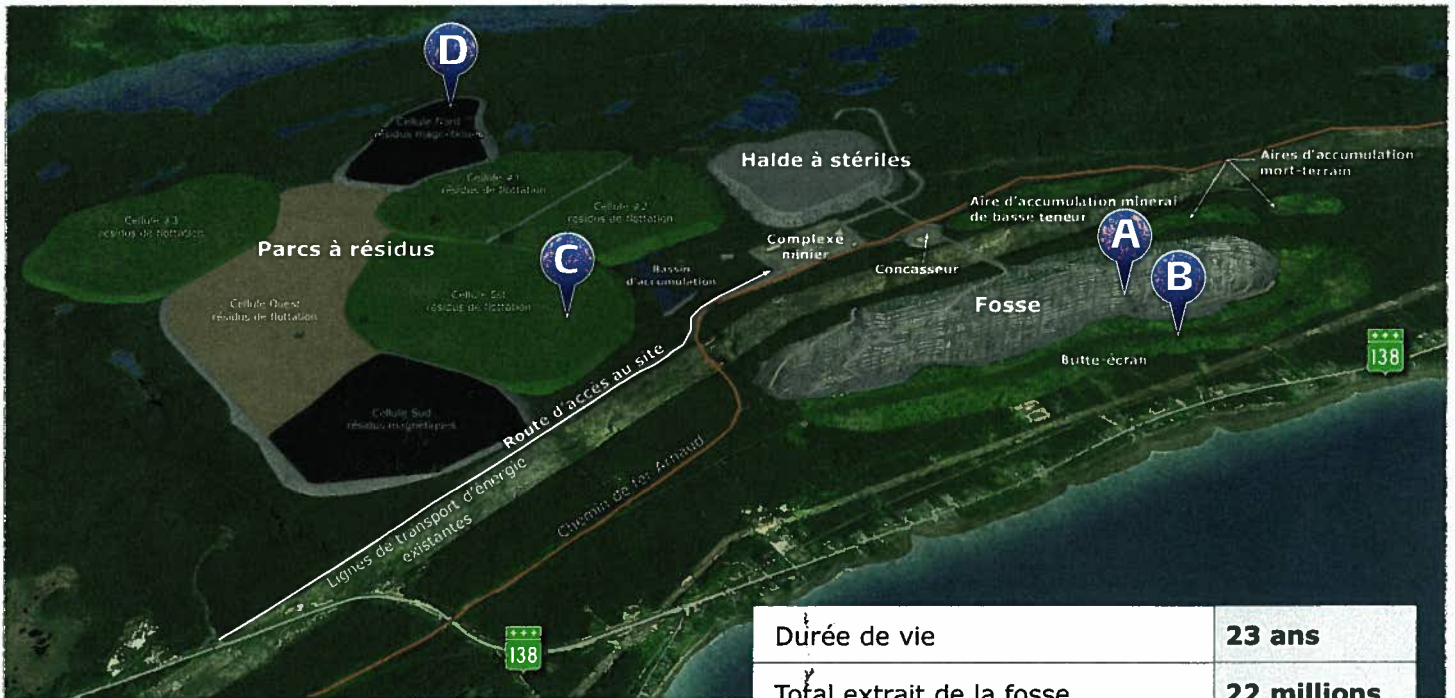 D
Cellule Nord
résidus magnétiques
Halde à stériles
Aires d'accumulation
mort-terrain
Cellule #1
résidus de flottation
Cellule #2
résidus de flottation
Cellule #3
résidus de flottation
Aire d'accumulation minerai
de basse teneur
Parcs à résidus
C
A
B
Complexe
minier
Concasseur
Bassin
d'accumulation
Cellule Est
résidus de flottation
Cellule Ouest
résidus de flottation
Fosse
138
Butte-écran
Route d'accès au site
Cellule Sud
résidus magnétiques
Chemin de fer Arnaud
Lignes de transport d'énergie
existantes
138
Durée de vie 23 ans
Total extrait de la fosse 22 millions